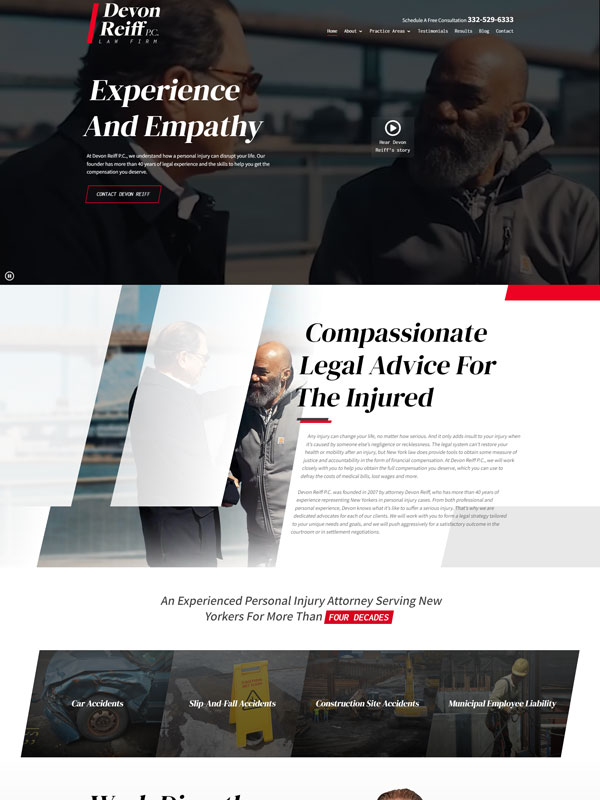 Devon
Reiff P.C.
LAW FIRM
Schedule A Free Consultation 332-529-6333
Home About Practice Areas Testimonials Results Blog Contact
Experience
And Empathy
At Devon Reiff P.C., we understand how a personal injury can disrupt your life. Our
founder has more than 40 years of legal experience and the skills to help you get the
compensation you deserve.
CONTACT DEVON REIFF
Hear Devon
Reiff's story
Compassionate
Legal Advice For
The Injured
Any injury can change your life, no matter how serious. And it only adds insult to your injury when
it's caused by someone else's negligence or recklessness. The legal system can't restore your
health or mobility after an injury, but New York law does provide tools to obtain some measure of
justice and accountability in the form of financial compensation. At Devon Reiff P.C., we will work
closely with you to help you obtain the full compensation you deserve, which you can use to
defray the costs of medical bills, lost wages and more.
Devon Reiff P.C. was founded in 2007 by attorney Devon Reiff, who has more than 40 years of
experience representing New Yorkers in personal injury cases. From both professional and
personal experience, Devon knows what it's like to suffer a serious injury. That's why we are
dedicated advocates for each of our clients. We will work with you to form a legal strategy tailored
to your unique needs and goals, and we will push aggressively for a satisfactory outcome in the
courtroom or in settlement negotiations.
An Experienced Personal Injury Attorney Serving New
Yorkers For More Than FOUR DECADES
Car Accidents
Slip-And-Fall Accidents
Construction Site Accidents
Municipal Employee Liability